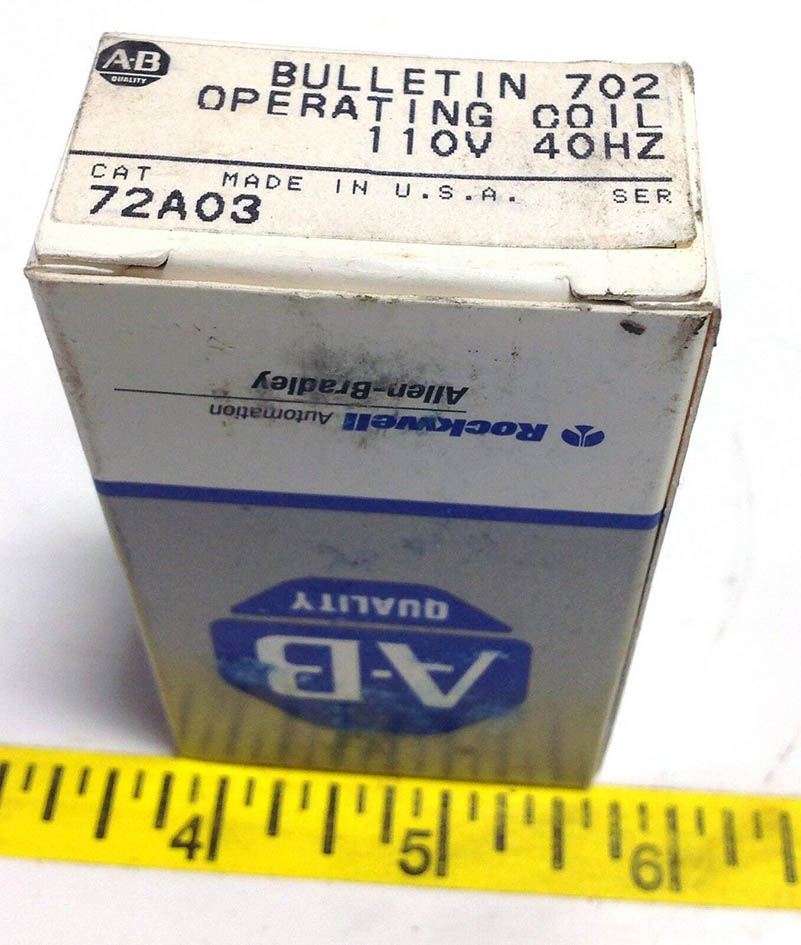 A-B
QUALITY
BULLETIN 702
OPERATING COIL
110V 40HZ
CAT MADE IN U.S.A. SER
72A03
Rockwell Automation
Allen-Bradley
A-B
QUALITY
4 5 6